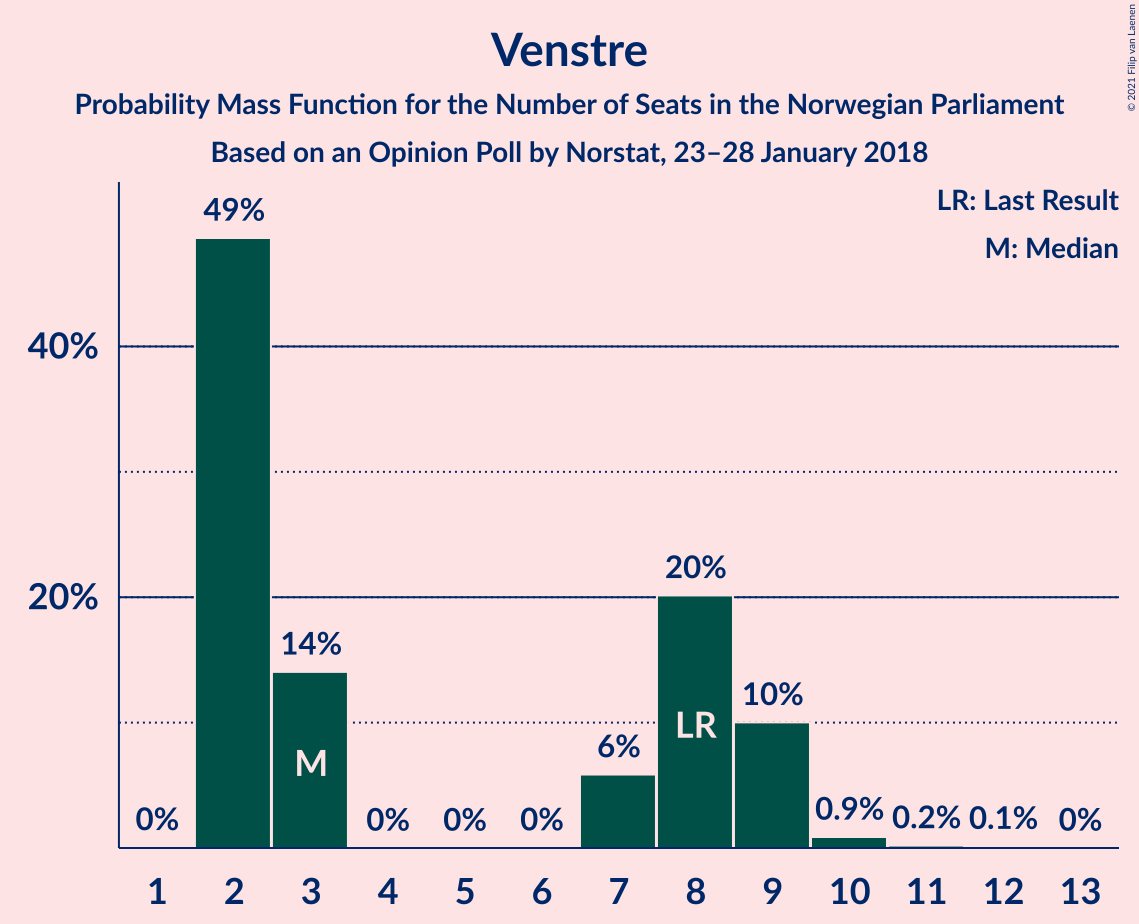 Venstre
Probability Mass Function for the Number of Seats in the Norwegian Parliament
Based on an Opinion Poll by Norstat, 23–28 January 2018
© 2021 Filip van Laenen
LR: Last Result
M: Median
49%
40%
20%
20%
14%
10%
LR
6%
M
0%
0%
0%
0%
0.9%
0.2%
0.1%
0%
1 2 3 4 5 6 7 8 9 10 11 12 13